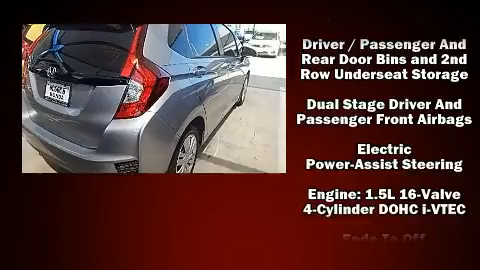 Driver / Passenger And
Rear Door Bins and 2nd
Row Underseat Storage
Dual Stage Driver And
Passenger Front Airbags
Electric
Power-Assist Steering
Engine: 1.5L 16-Valve
4-Cylinder DOHC i-VTEC